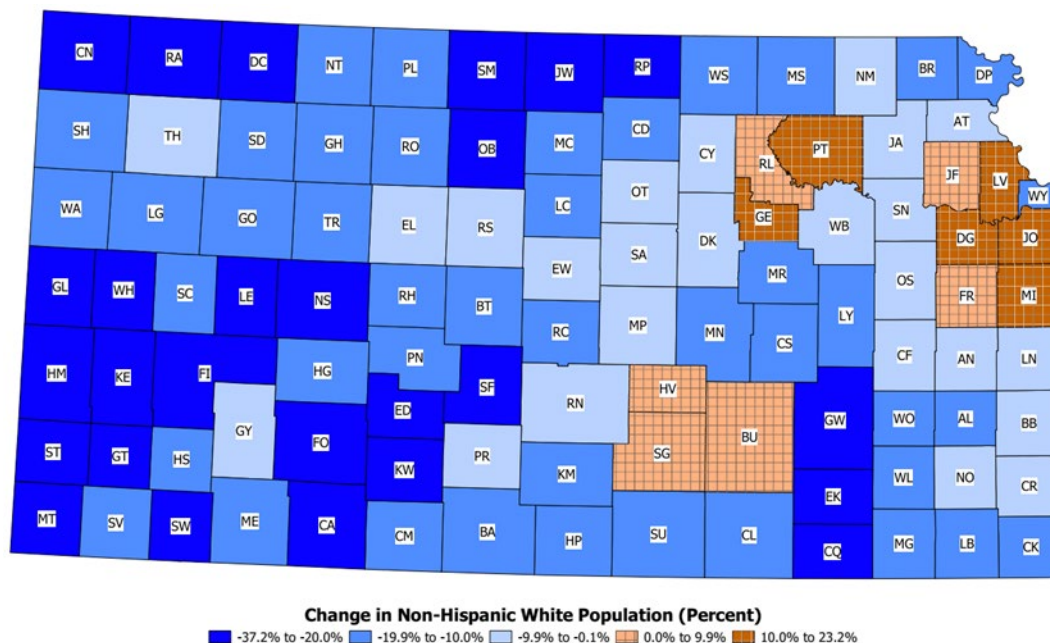 CN RA DC NT PL SM JW RP WS MS NM BR DP
SH TH SD GH RO OB MC CD CY RL PT JA AT JF LV WY
WA LG GO TR EL RS LC OT SA DK GE WB SN DG JO
GL WH SC LE NS RH BT EW RC MP MR MN CS LY OS FR MI
HM KE FI HG PN ED SF RN HV CF AN LN
ST GT HS GY FO KW PR KM SG BU GW WO AL BB
MT SV SW ME CA CM BA HP SU CL EK CQ WL NO CR MG LB CK
Change in Non-Hispanic White Population (Percent)
-37.2% to -20.0% -19.9% to -10.0% -9.9% to -0.1% 0.0% to 9.9% 10.0% to 23.2%